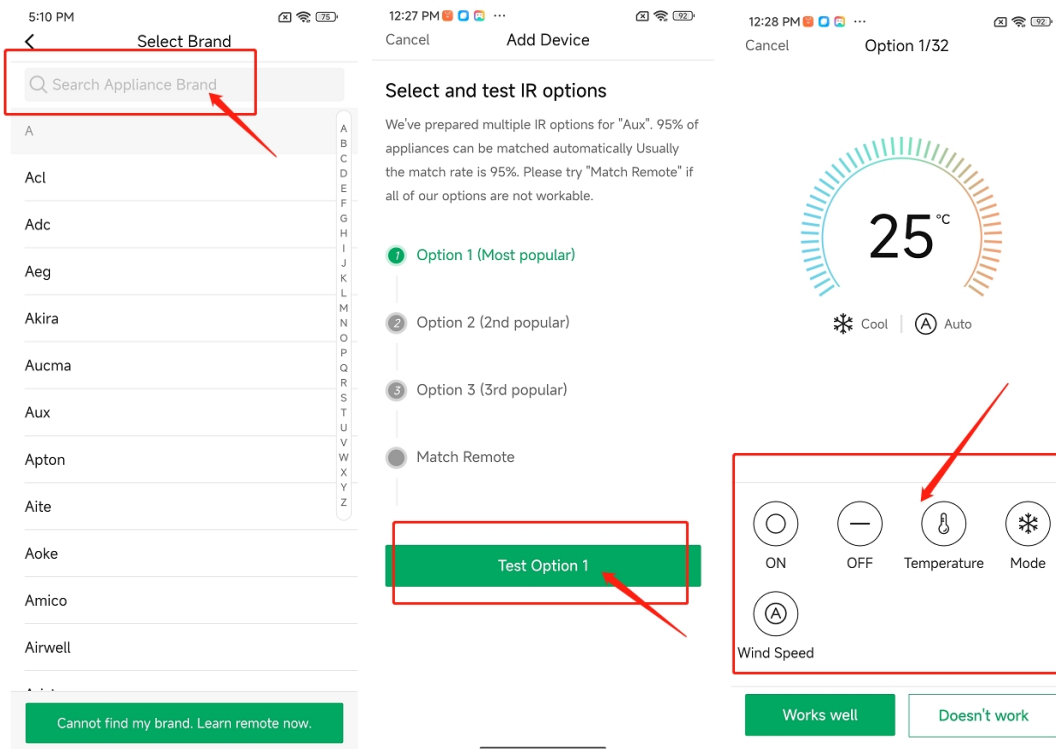 5:10 PM
75
Select Brand
Search Appliance Brand
A
Acl
Adc
Aeg
Akira
Aucma
Aux
Apton
Aite
Aoke
Amico
Airwell
A
B
C
D
E
F
G
H
I
J
K
L
M
N
O
P
Q
R
S
T
U
V
W
X
Y
Z
Cannot find my brand. Learn remote now.
12:27 PM
92
Cancel
Add Device
Select and test IR options
We've prepared multiple IR options for "Aux". 95% of
appliances can be matched automatically Usually
the match rate is 95%. Please try "Match Remote" if
all of our options are not workable.
1 Option 1 (Most popular)
2 Option 2 (2nd popular)
3 Option 3 (3rd popular)
Match Remote
Test Option 1
12:28 PM
92
Cancel
Option 1/32
25 °C
Cool
A Auto
ON
OFF
Temperature
Mode
A
Wind Speed
Works well
Doesn't work